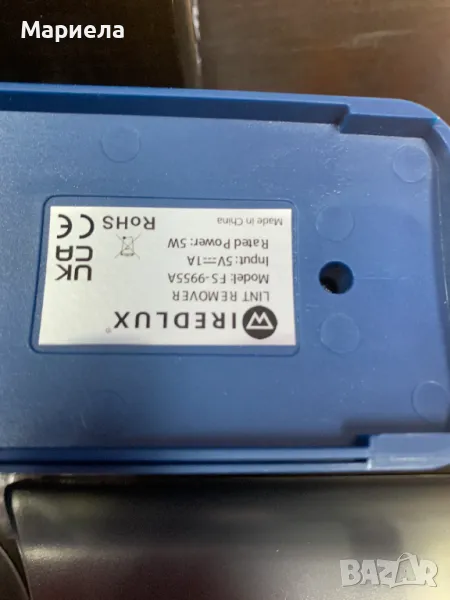 Мариела
WIREDLUX®
LINT REMOVER
Model: FS-9955A
Input: 5V⎓1A
Rated Power: 5W
UK CA
CE RoHS
Made in China
BAZAR